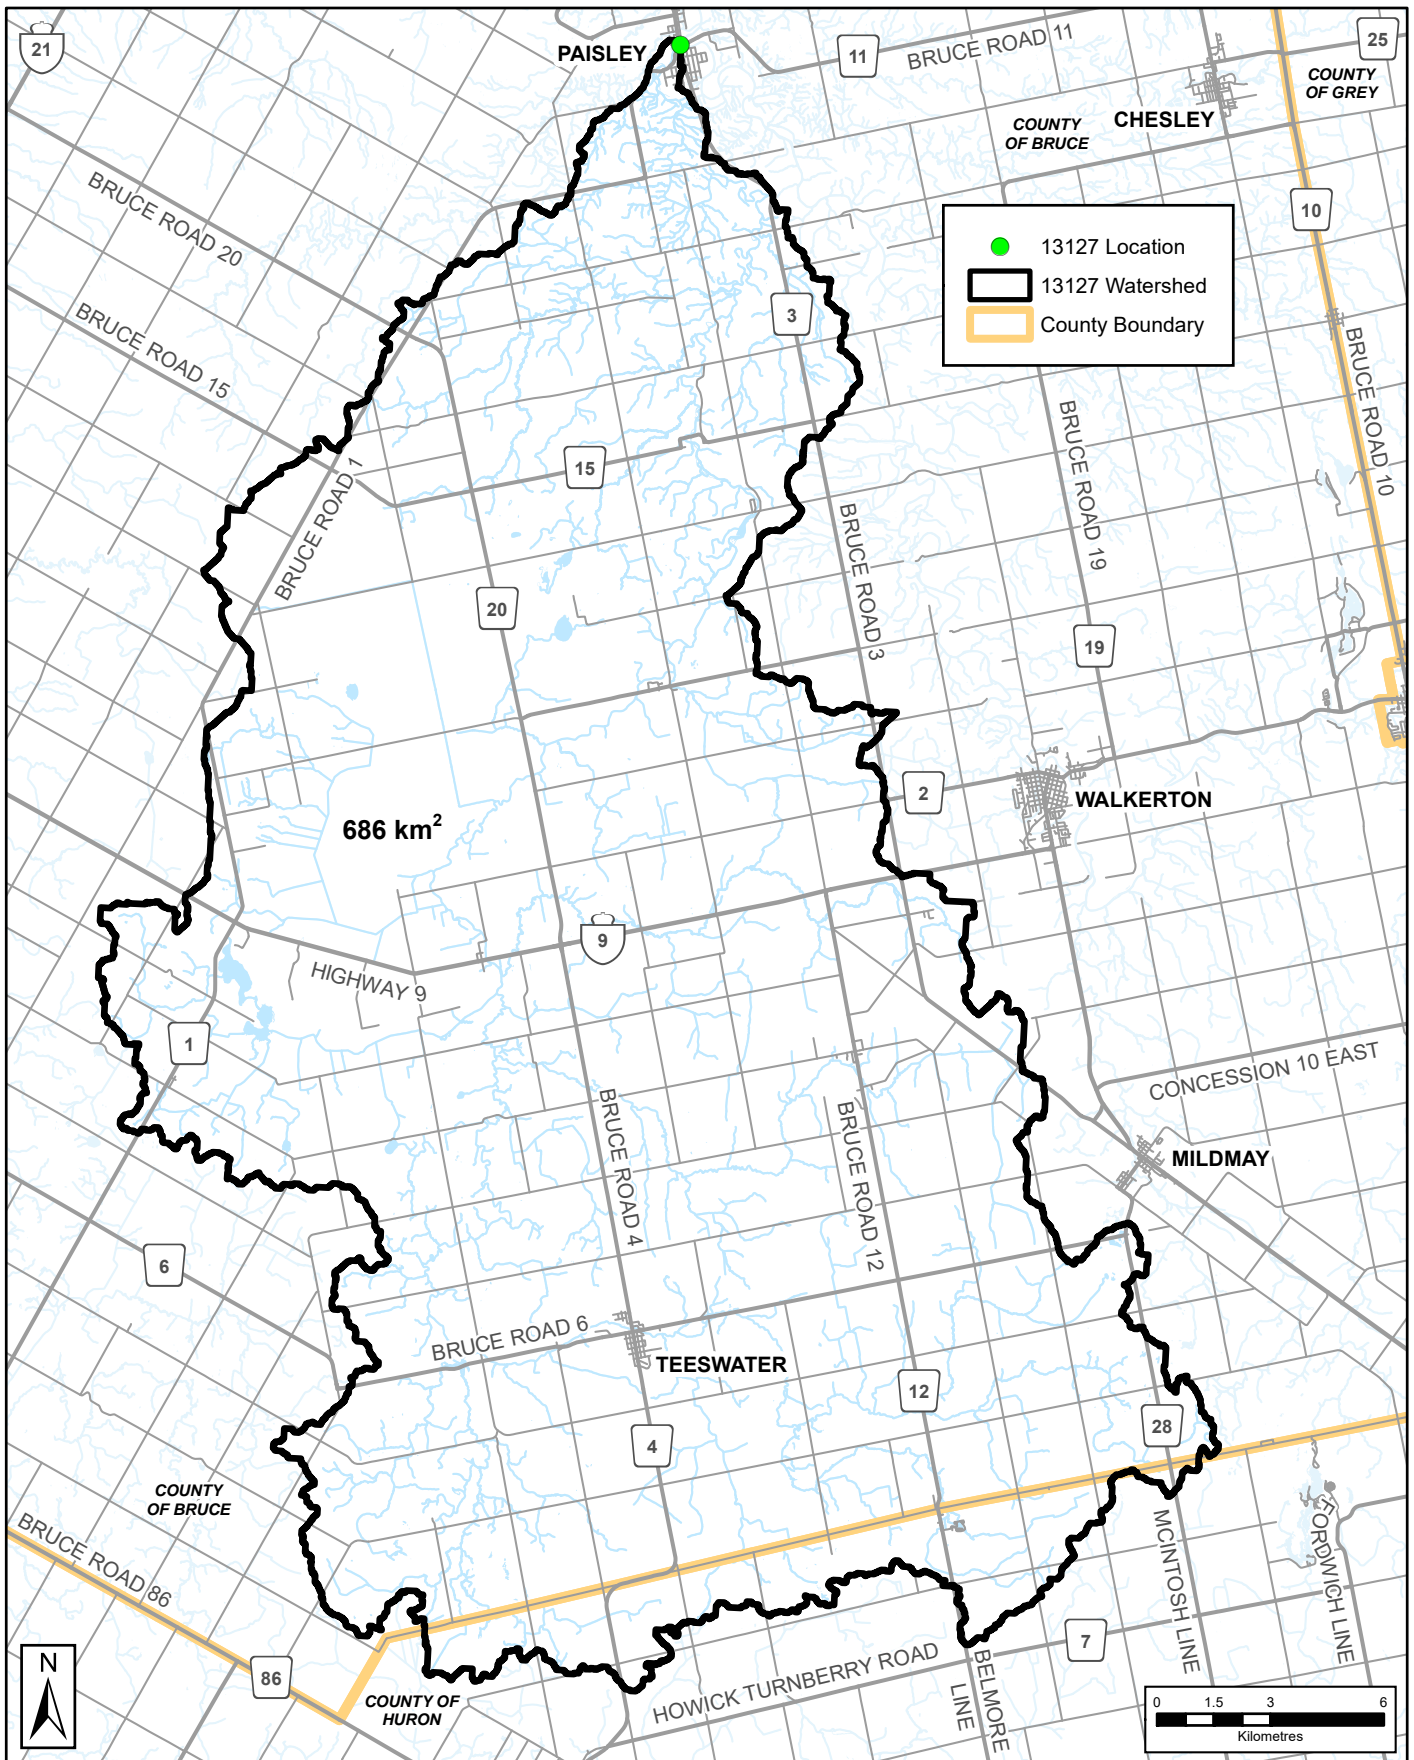 21
PAISLEY
11
BRUCE ROAD 11
25
COUNTY
OF GREY
CHESLEY
COUNTY
OF BRUCE
BRUCE ROAD 20
10
13127 Location
13127 Watershed
County Boundary
3
BRUCE ROAD 15
BRUCE ROAD 10
BRUCE ROAD 1
15
BRUCE ROAD 19
BRUCE ROAD 3
20
19
2
WALKERTON
686 km²
9
HIGHWAY 9
1
CONCESSION 10 EAST
BRUCE ROAD 4
BRUCE ROAD 12
MILDMAY
6
BRUCE ROAD 6
TEESWATER
12
4
28
COUNTY
OF BRUCE
BRUCE ROAD 86
MCINTOSH LINE
FORDWICH LINE
7
HOWICK TURNBERRY ROAD
BELMORE
LINE
N
86
COUNTY OF
HURON
0 1.5 3 6
Kilometres